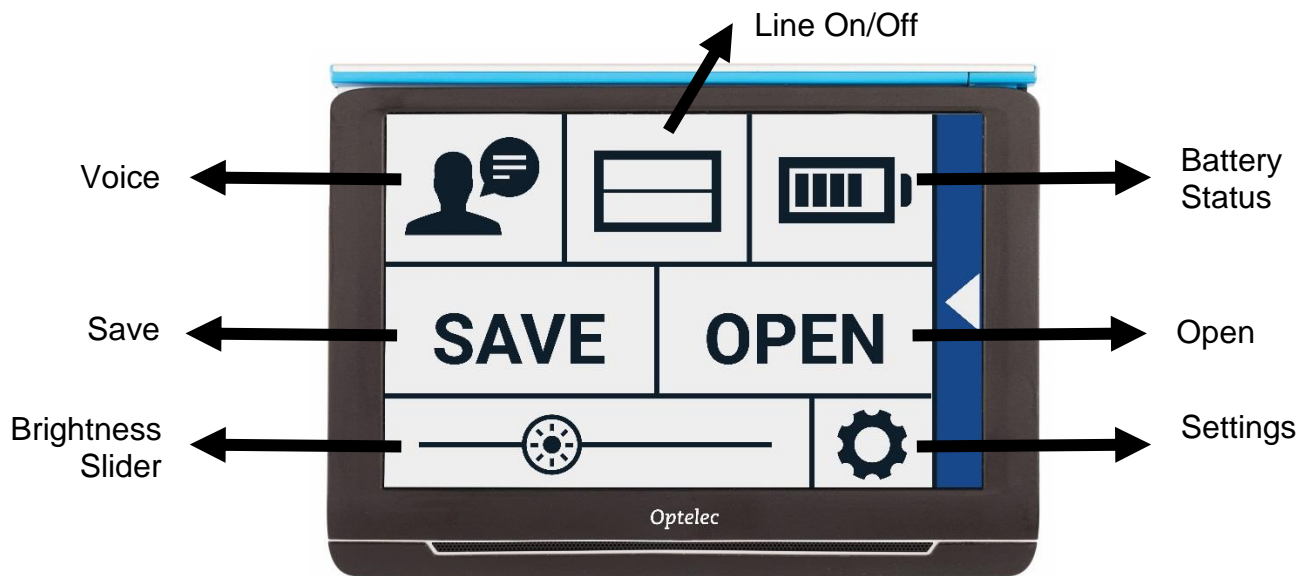 Line On/Off
Voice
Battery
Status
SAVE
OPEN
Save
Open
Brightness
Slider
Settings
Optelec